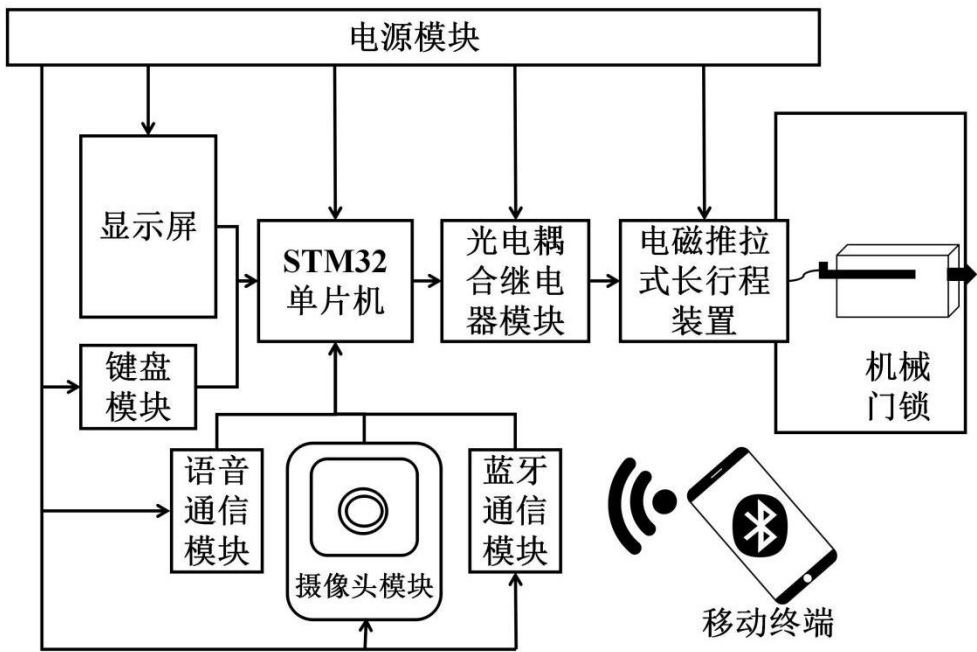 电源模块
显示屏
STM32
单片机
光电耦
合继电
器模块
电磁推拉
式长行程
装置
机械
门锁
键盘
模块
语音
通信
模块
摄像头模块
蓝牙
通信
模块
移动终端